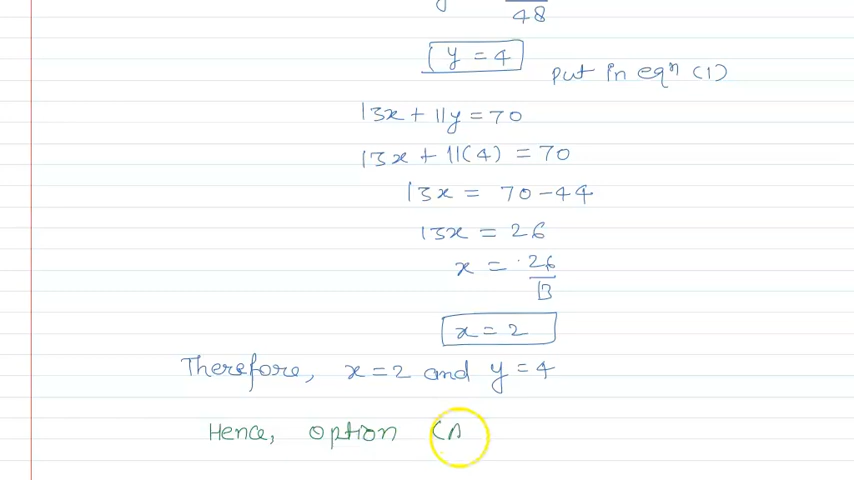 y
48
y = 4
put in eqn (1)
13x + 11y = 70
13x + 11(4) = 70
13x = 70 - 44
13x = 26
x = 26
13
x = 2
Therefore, x = 2 and y = 4
Hence, option (A